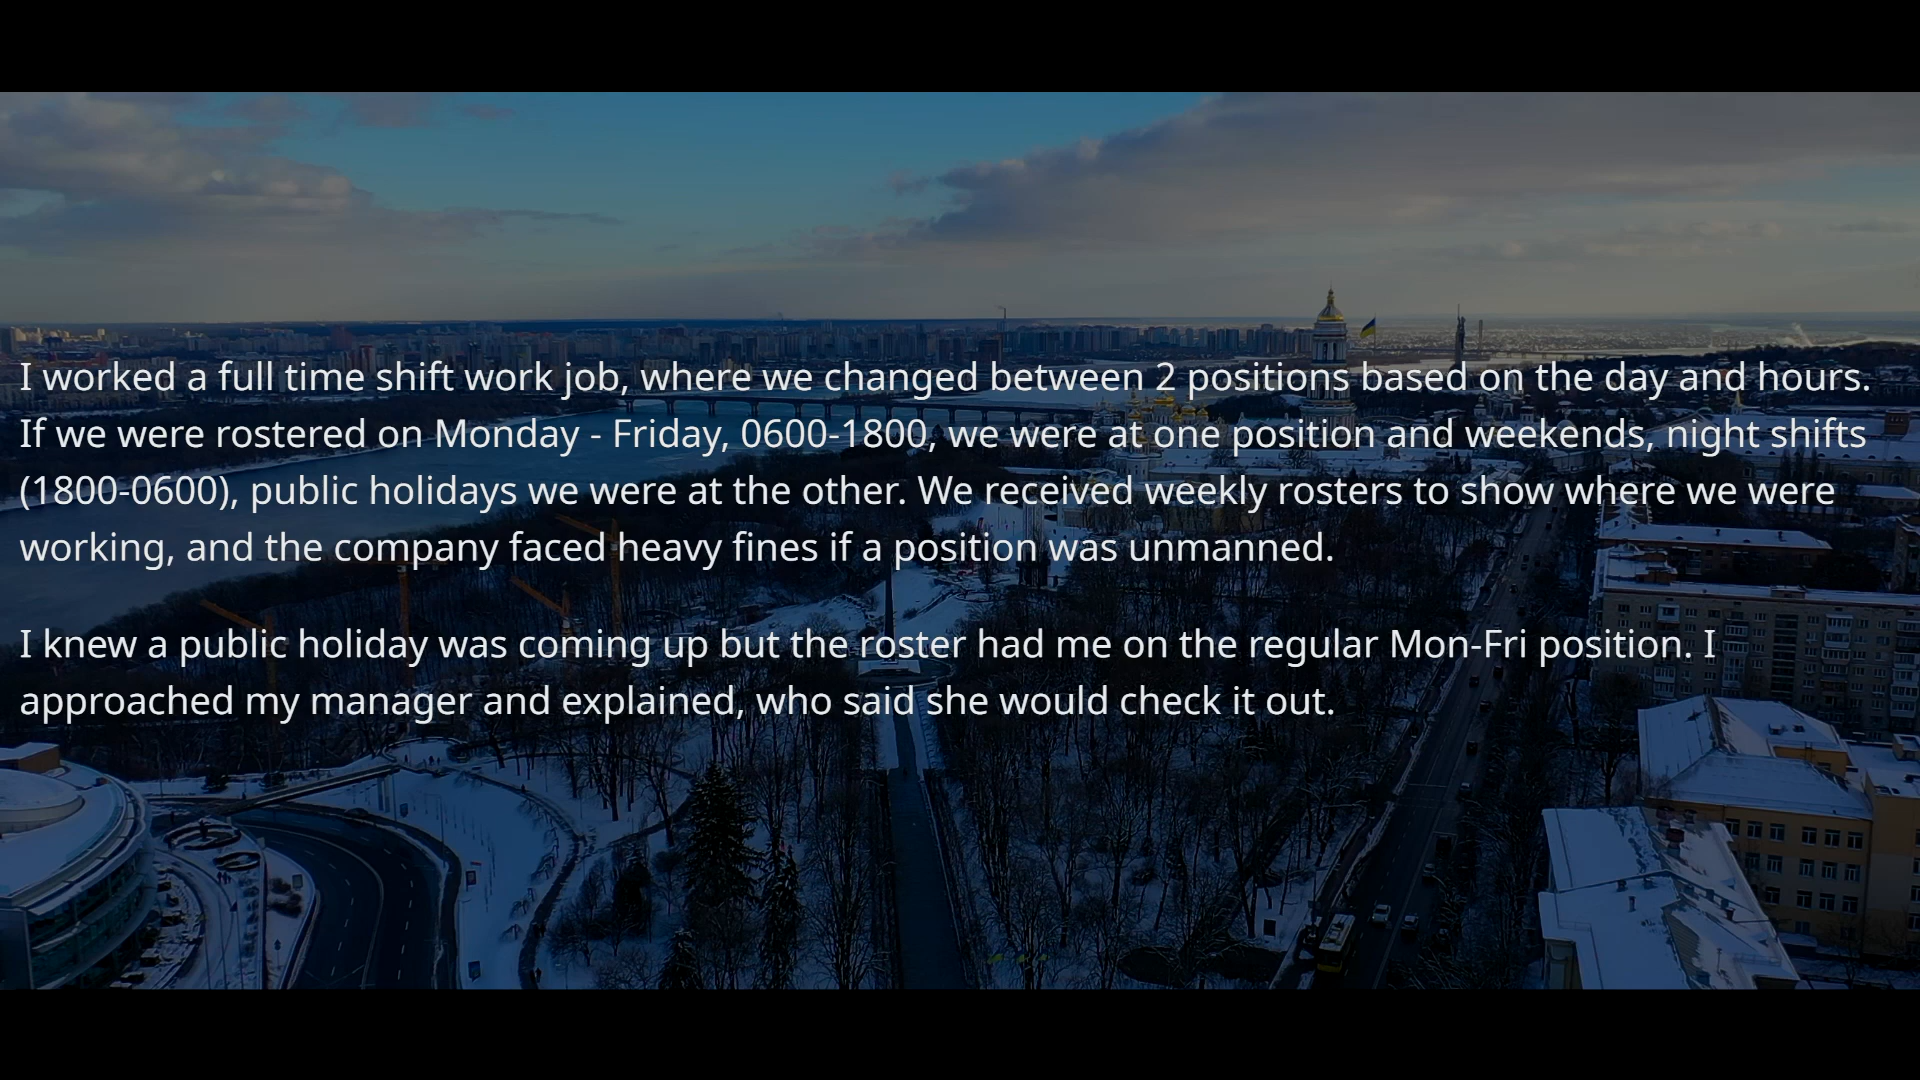 I worked a full time shift work job, where we changed between 2 positions based on the day and hours.
If we were rostered on Monday - Friday, 0600-1800, we were at one position and weekends, night shifts
(1800-0600), public holidays we were at the other. We received weekly rosters to show where we were
working, and the company faced heavy fines if a position was unmanned.
I knew a public holiday was coming up but the roster had me on the regular Mon-Fri position. I
approached my manager and explained, who said she would check it out.